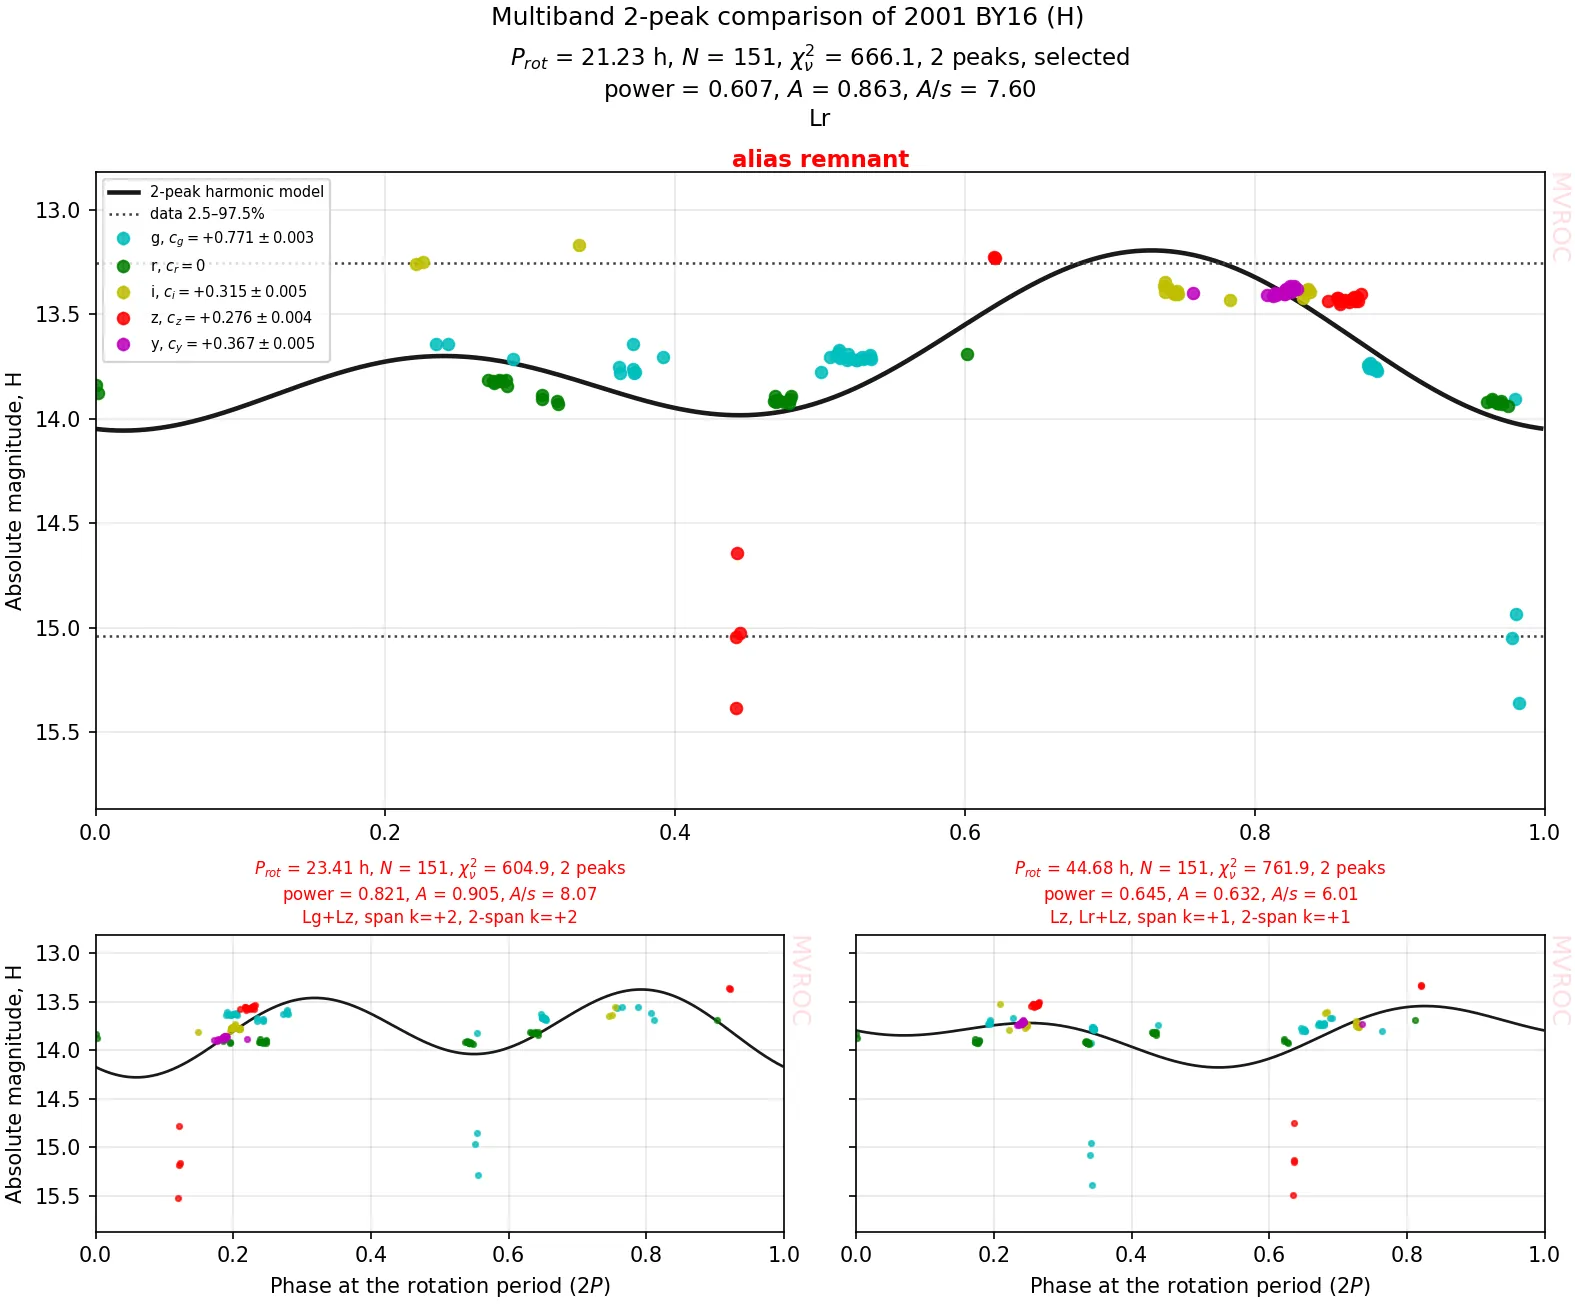 Multiband 2-peak comparison of 2001 BY16 (H)
P_rot = 21.23 h, N = 151, χ²_ν = 666.1, 2 peaks, selected
power = 0.607, A = 0.863, A/s = 7.60
Lr
alias remnant
MVROC
2-peak harmonic model
data 2.5–97.5%
g, c_g = +0.771 ± 0.003
r, c_r = 0
i, c_i = +0.315 ± 0.005
z, c_z = +0.276 ± 0.004
y, c_y = +0.367 ± 0.005
Absolute magnitude, H
13.0
13.5
14.0
14.5
15.0
15.5
0.0 0.2 0.4 0.6 0.8 1.0
P_rot = 23.41 h, N = 151, χ²_ν = 604.9, 2 peaks
power = 0.821, A = 0.905, A/s = 8.07
Lg+Lz, span k=+2, 2-span k=+2
MVROC
Absolute magnitude, H
13.0
13.5
14.0
14.5
15.0
15.5
0.0 0.2 0.4 0.6 0.8 1.0
Phase at the rotation period (2P)
P_rot = 44.68 h, N = 151, χ²_ν = 761.9, 2 peaks
power = 0.645, A = 0.632, A/s = 6.01
Lz, Lr+Lz, span k=+1, 2-span k=+1
MVROC
0.0 0.2 0.4 0.6 0.8 1.0
Phase at the rotation period (2P)